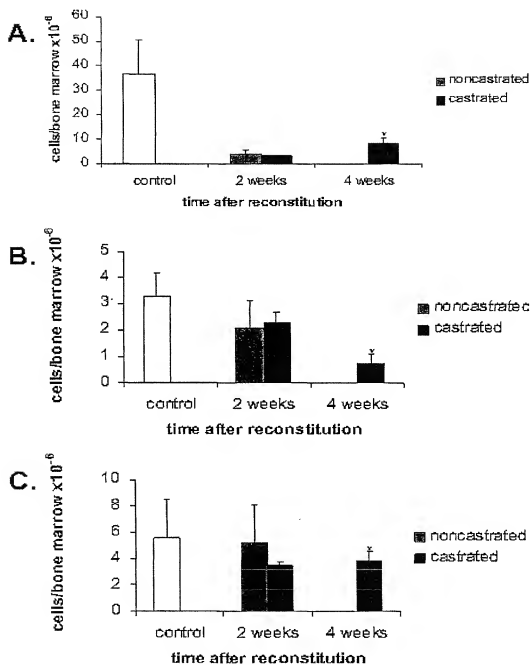 A.
cells/bone marrow x10⁻⁶
60
50
40
30
20
10
0
control
2 weeks
4 weeks
time after reconstitution
noncastrated
castrated
x
B.
cells/bone marrow x10⁻⁶
5
4
3
2
1
0
control
2 weeks
4 weeks
time after reconstitution
noncastratec
castrated
x
C.
cells/bone marrow x10⁻⁶
10
8
6
4
2
0
control
2 weeks
4 weeks
time after reconstitution
noncastrated
castrated
x